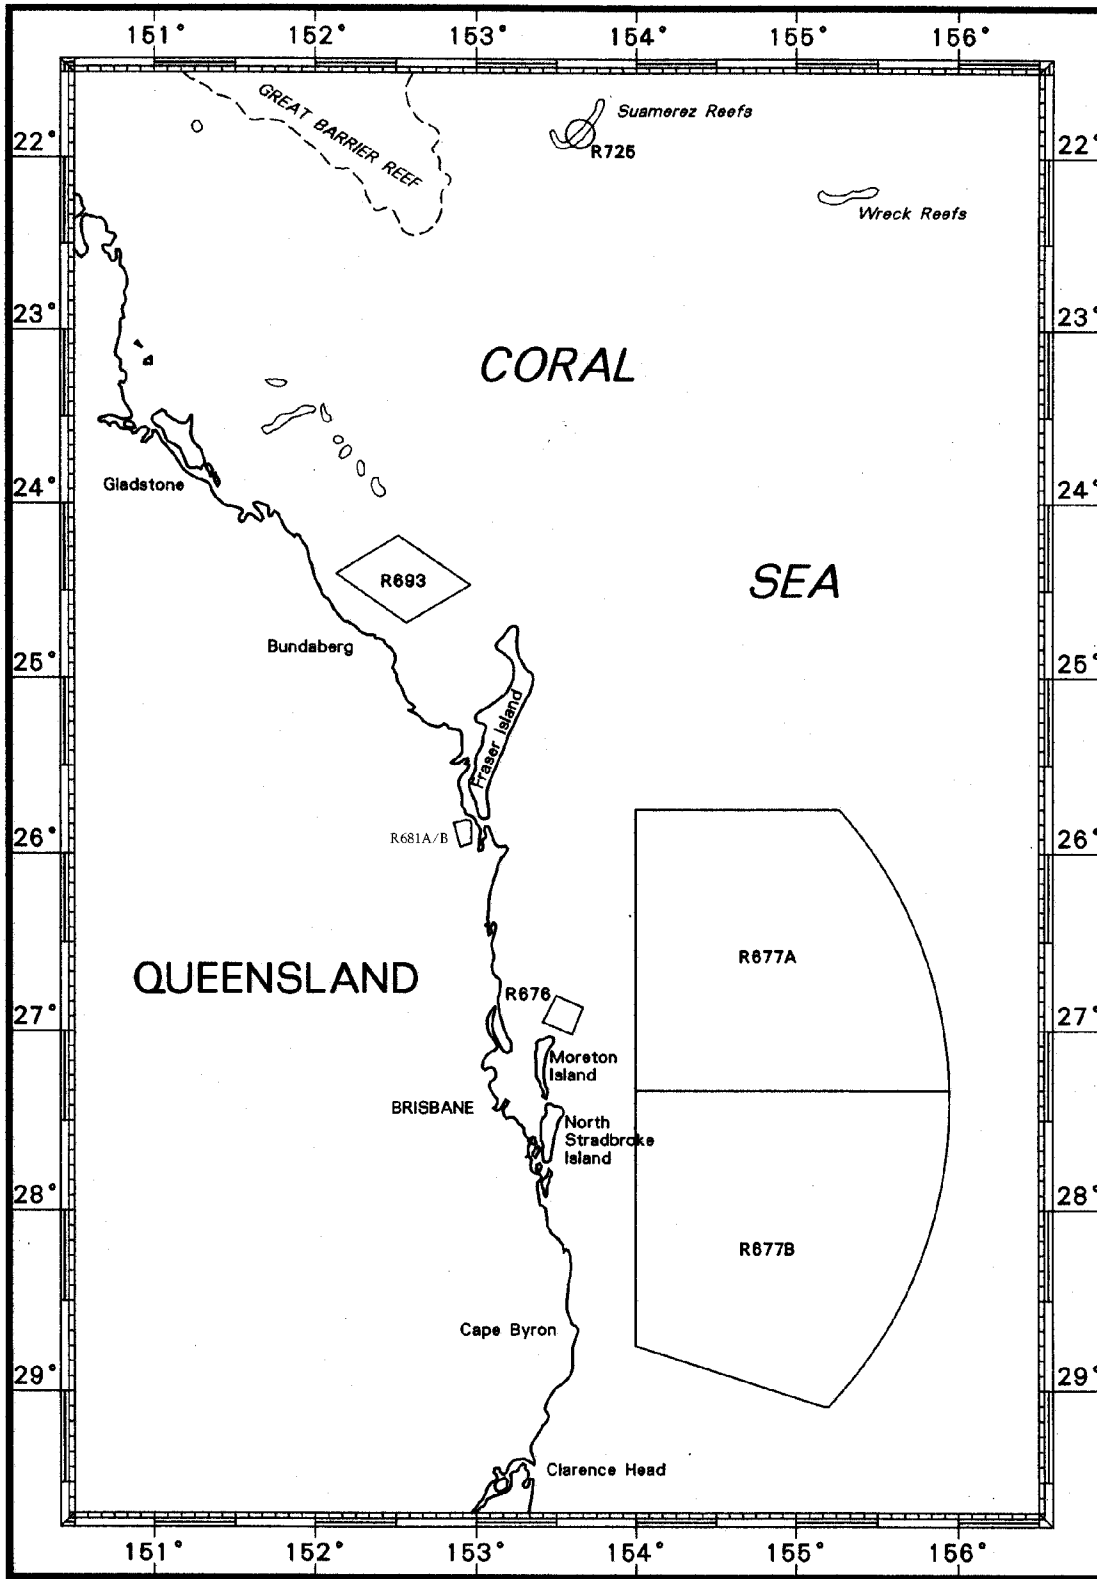 151° 152° 153° 154° 155° 156°
GREAT BARRIER REEF
Suamerez Reefs
R725
22° 22°
Wreck Reefs
23° 23°
CORAL
Gladstone
24° 24°
R693
SEA
Bundaberg
25° 25°
Fraser Island
R681A/B
26° 26°
R677A
QUEENSLAND
R676
27° 27°
Moreton
Island
BRISBANE
North
Stradbroke
Island
28° 28°
R677B
Cape Byron
29° 29°
Clarence Head
151° 152° 153° 154° 155° 156°